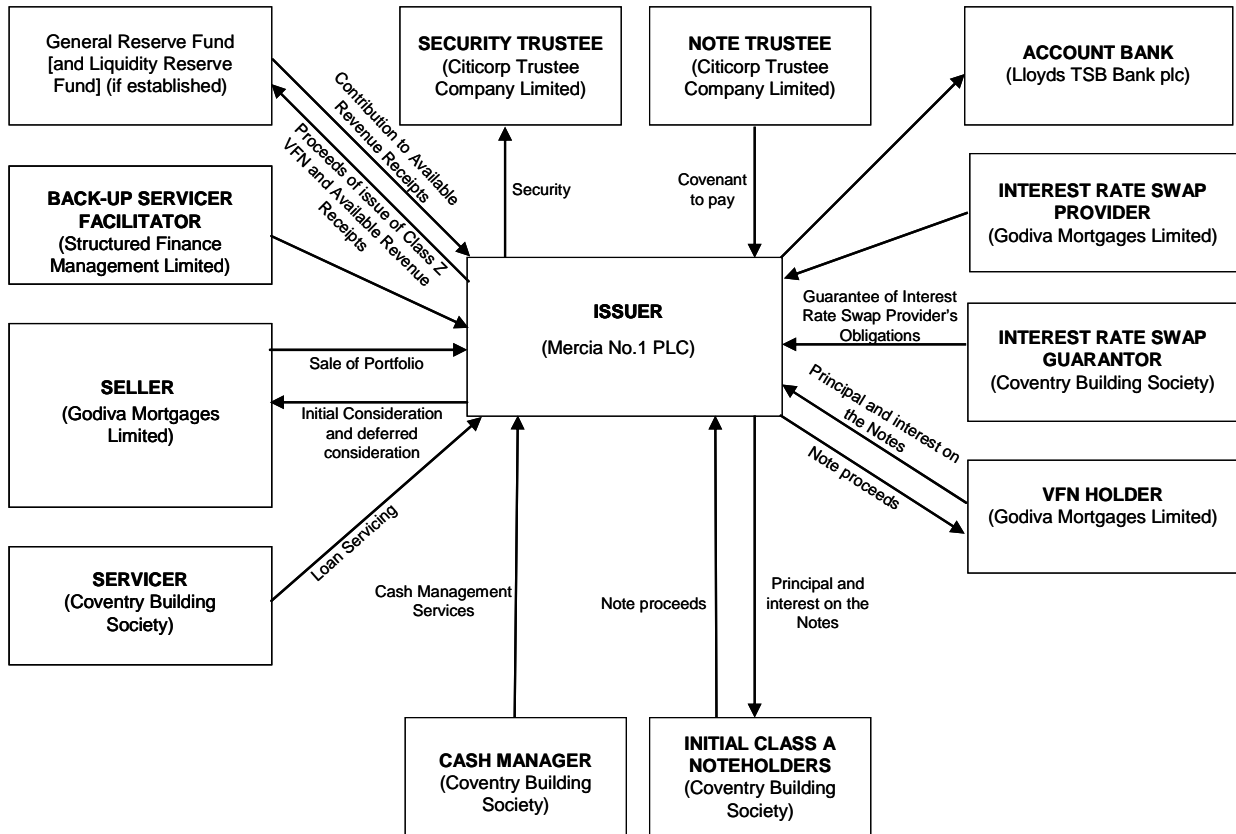 General Reserve Fund
[and Liquidity Reserve
Fund] (if established)
SECURITY TRUSTEE
(Citicorp Trustee
Company Limited)
NOTE TRUSTEE
(Citicorp Trustee
Company Limited)
ACCOUNT BANK
(Lloyds TSB Bank plc)
Contribution to Available
Revenue Receipts
Proceeds of issue of Class Z
VFN and Available Revenue
Receipts
Security
Covenant
to pay
BACK-UP SERVICER
FACILITATOR
(Structured Finance
Management Limited)
INTEREST RATE SWAP
PROVIDER
(Godiva Mortgages Limited)
ISSUER
(Mercia No.1 PLC)
Guarantee of Interest
Rate Swap Provider's
Obligations
INTEREST RATE SWAP
GUARANTOR
(Coventry Building Society)
SELLER
(Godiva Mortgages
Limited)
Sale of Portfolio
Initial Consideration
and deferred
consideration
Principal and interest on
the Notes
Note proceeds
VFN HOLDER
(Godiva Mortgages Limited)
SERVICER
(Coventry Building
Society)
Loan Servicing
Cash Management
Services
Note proceeds
Principal and
interest on the
Notes
CASH MANAGER
(Coventry Building
Society)
INITIAL CLASS A
NOTEHOLDERS
(Coventry Building
Society)